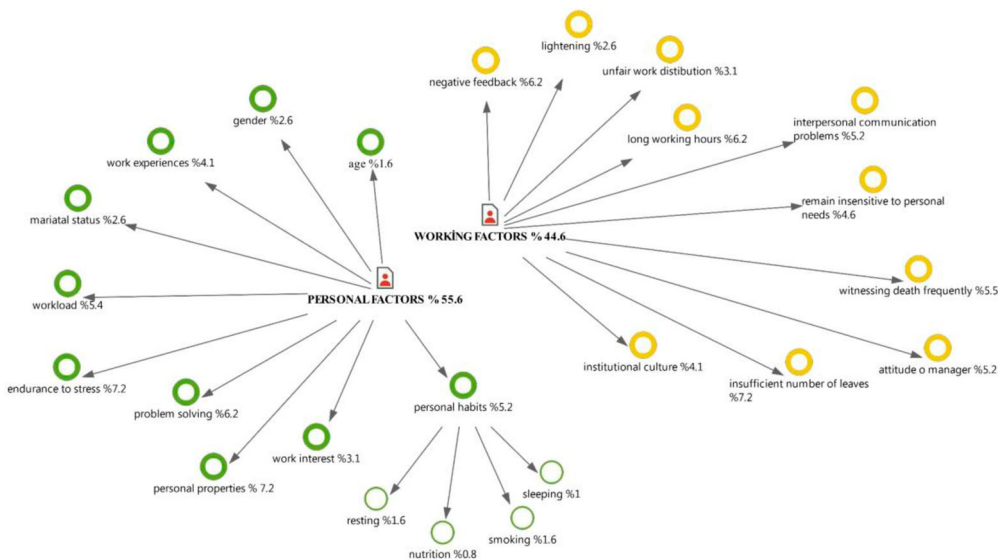 lightening %2.6
unfair work distibution %3.1
negative feedback %6.2
long working hours %6.2
interpersonal communication
problems %5.2
remain insensitive to personal
needs %4.6
WORKİNG FACTORS % 44.6
witnessing death frequently %5.5
attitude o manager %5.2
insufficient number of leaves
%7.2
institutional culture %4.1
gender %2.6
age %1.6
work experiences %4.1
mariatal status %2.6
PERSONAL FACTORS % 55.6
workload %5.4
endurance to stress %7.2
problem solving %6.2
personal properties % 7.2
work interest %3.1
personal habits %5.2
resting %1.6
nutrition %0.8
smoking %1.6
sleeping %1